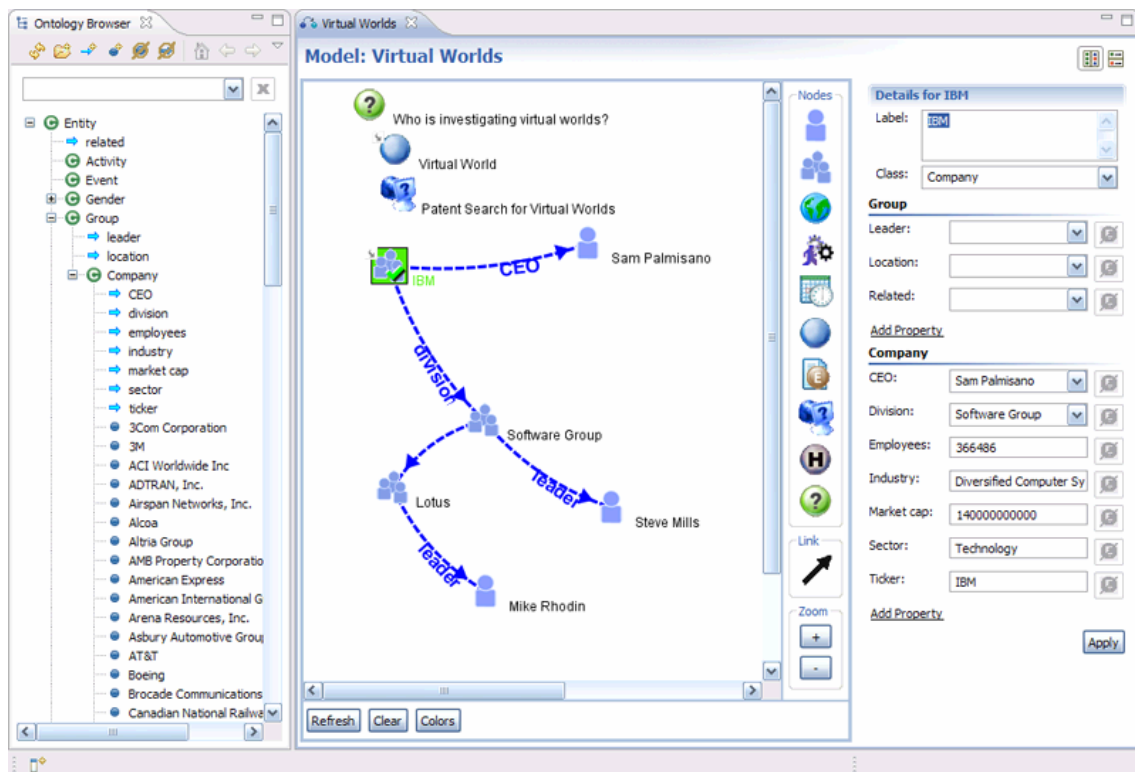 Ontology Browser
Entity
related
Activity
Event
Gender
Group
leader
location
Company
CEO
division
employees
industry
market cap
sector
ticker
3Com Corporation
3M
ACI Worldwide Inc
ADTRAN, Inc.
Airspan Networks, Inc.
Alcoa
Altria Group
AMB Property Corporatio
American Express
American International G
Arena Resources, Inc.
Asbury Automotive Grou
AT&T
Boeing
Brocade Communications
Canadian National Railwa
Virtual Worlds
Model: Virtual Worlds
Who is investigating virtual worlds?
Virtual World
Patent Search for Virtual Worlds
IBM
CEO
Sam Palmisano
division
Software Group
leader
Lotus
Steve Mills
leader
Mike Rhodin
Refresh Clear Colors
Nodes
E
H
Link
Zoom
+
-
Details for IBM
Label: IBM
Class: Company
Group
Leader:
Location:
Related:
Add Property
Company
CEO: Sam Palmisano
Division: Software Group
Employees: 366486
Industry: Diversified Computer Sy
Market cap: 140000000000
Sector: Technology
Ticker: IBM
Add Property
Apply